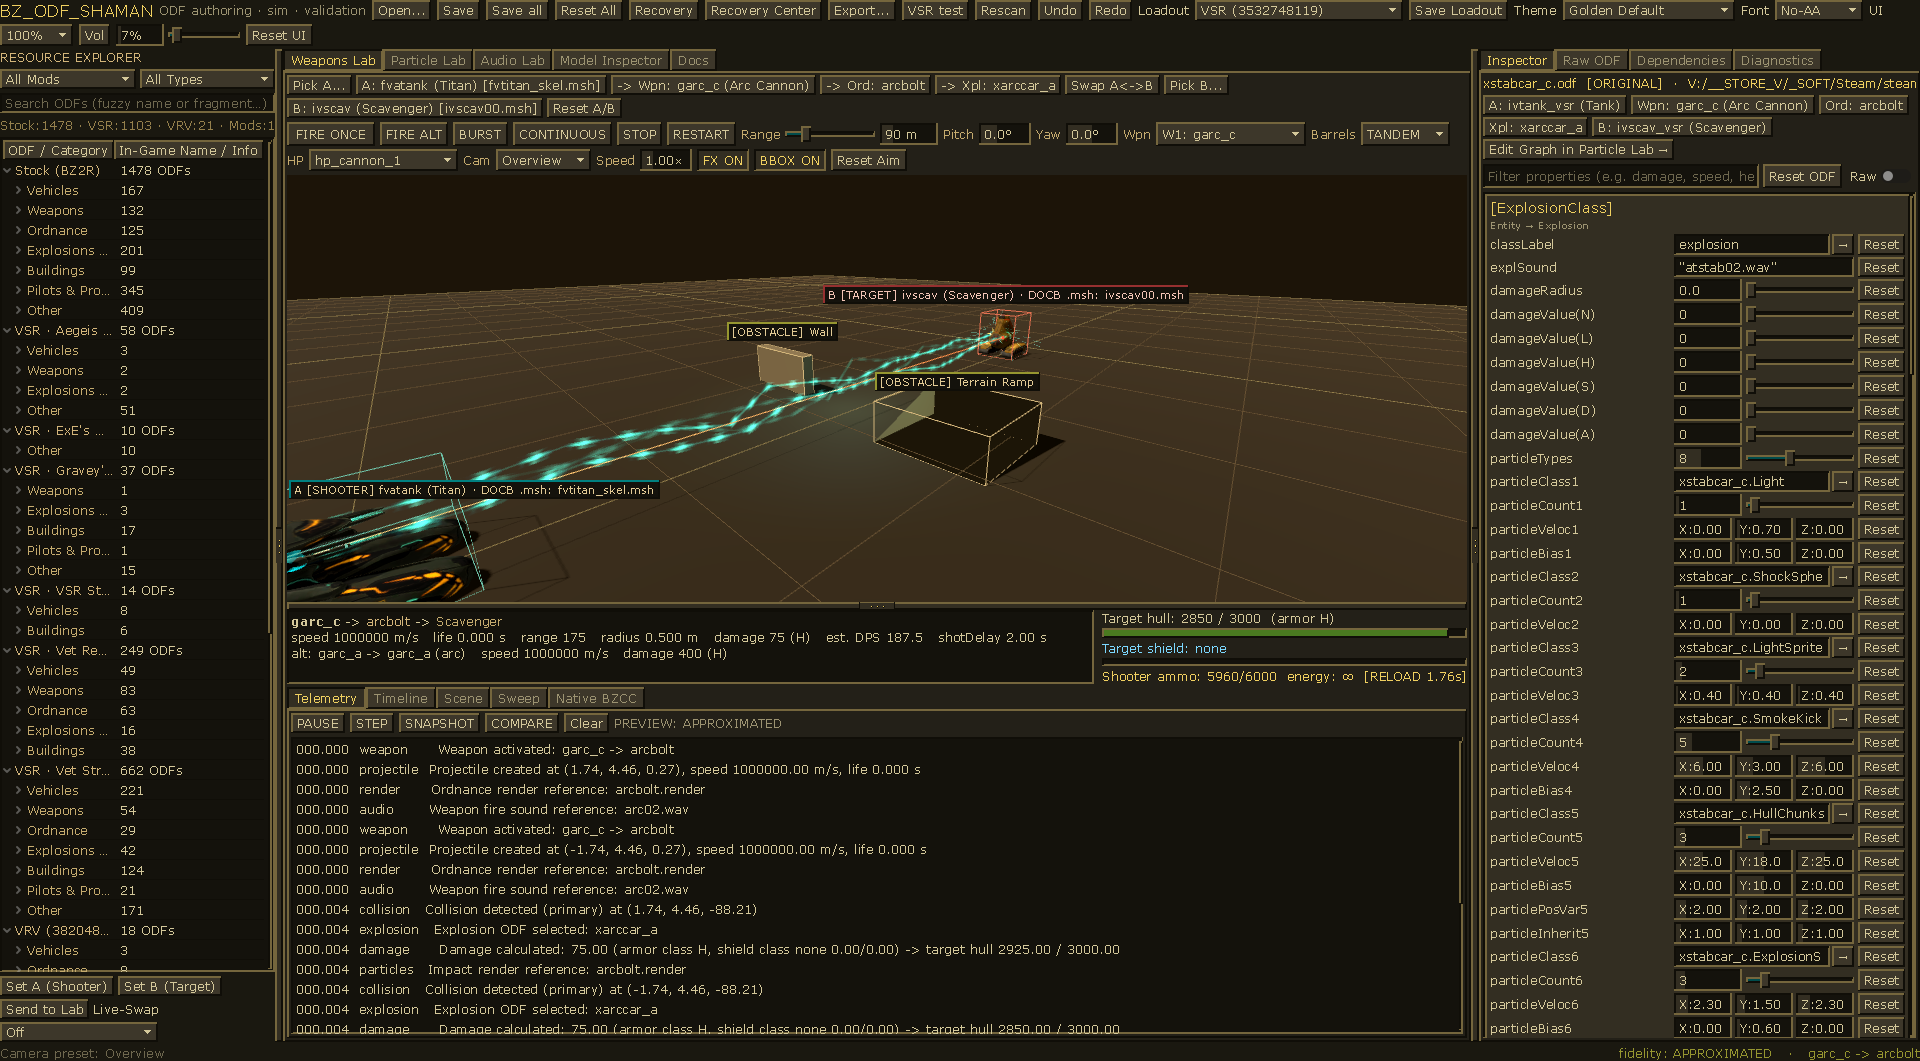 BZ_ODF_SHAMAN ODF authoring · sim · validation Open... Save Save all Reset All Recovery Recovery Center Export... VSR test Rescan Undo Redo Loadout VSR (3532748119) Save Loadout Theme Golden Default Font No-AA UI
100% Vol 7% Reset UI
RESOURCE EXPLORER
All Mods All Types
Search ODFs (fuzzy name or fragment...)
Stock:1478 · VSR:1103 · VRV:21 · Mods:1
ODF / Category In-Game Name / Info
Stock (BZ2R) 1478 ODFs
Vehicles 167
Weapons 132
Ordnance 125
Explosions ... 201
Buildings 99
Pilots & Pro... 345
Other 409
VSR · Aegeis ... 58 ODFs
Vehicles 3
Weapons 2
Explosions ... 2
Other 51
VSR · ExE's ... 10 ODFs
Other 10
VSR · Gravey'... 37 ODFs
Weapons 1
Explosions ... 3
Buildings 17
Pilots & Pro... 1
Other 15
VSR · VSR St... 14 ODFs
Vehicles 8
Buildings 6
VSR · Vet Re... 249 ODFs
Vehicles 49
Weapons 83
Ordnance 63
Explosions ... 16
Buildings 38
VSR · Vet Str... 662 ODFs
Vehicles 221
Weapons 54
Ordnance 29
Explosions ... 42
Buildings 124
Pilots & Pro... 21
Other 171
VRV (382048... 18 ODFs
Vehicles 3
Ordnance 9
Set A (Shooter) Set B (Target)
Send to Lab Live-Swap
Off
Camera preset: Overview
Weapons Lab Particle Lab Audio Lab Model Inspector Docs
Pick A... A: fvatank (Titan) [fvtitan_skel.msh] -> Wpn: garc_c (Arc Cannon) -> Ord: arcbolt -> Xpl: xarccar_a Swap A<->B Pick B...
B: ivscav (Scavenger) [ivscav00.msh] Reset A/B
FIRE ONCE FIRE ALT BURST CONTINUOUS STOP RESTART Range 90 m Pitch 0.0° Yaw 0.0° Wpn W1: garc_c Barrels TANDEM
HP hp_cannon_1 Cam Overview Speed 1.00× FX ON BBOX ON Reset Aim
B [TARGET] ivscav (Scavenger) · DOCB .msh: ivscav00.msh
[OBSTACLE] Wall
[OBSTACLE] Terrain Ramp
A [SHOOTER] fvatank (Titan) · DOCB .msh: fvtitan_skel.msh
garc_c -> arcbolt -> Scavenger
speed 1000000 m/s life 0.000 s range 175 radius 0.500 m damage 75 (H) est. DPS 187.5 shotDelay 2.00 s
alt: garc_a -> garc_a (arc) speed 1000000 m/s damage 400 (H)
Target hull: 2850 / 3000 (armor H)
Target shield: none
Shooter ammo: 5960/6000 energy: ∞ [RELOAD 1.76s]
Telemetry Timeline Scene Sweep Native BZCC
PAUSE STEP SNAPSHOT COMPARE Clear PREVIEW: APPROXIMATED
000.000 weapon Weapon activated: garc_c -> arcbolt
000.000 projectile Projectile created at (1.74, 4.46, 0.27), speed 1000000.00 m/s, life 0.000 s
000.000 render Ordnance render reference: arcbolt.render
000.000 audio Weapon fire sound reference: arc02.wav
000.000 weapon Weapon activated: garc_c -> arcbolt
000.000 projectile Projectile created at (-1.74, 4.46, 0.27), speed 1000000.00 m/s, life 0.000 s
000.000 render Ordnance render reference: arcbolt.render
000.000 audio Weapon fire sound reference: arc02.wav
000.004 collision Collision detected (primary) at (1.74, 4.46, -88.21)
000.004 explosion Explosion ODF selected: xarccar_a
000.004 damage Damage calculated: 75.00 (armor class H, shield class none 0.00/0.00) -> target hull 2925.00 / 3000.00
000.004 particles Impact render reference: arcbolt.render
000.004 collision Collision detected (primary) at (-1.74, 4.46, -88.21)
000.004 explosion Explosion ODF selected: xarccar_a
000.004 damage Damage calculated: 75.00 (armor class H, shield class none 0.00/0.00) -> target hull 2850.00 / 3000.00
Inspector Raw ODF Dependencies Diagnostics
xstabcar_c.odf [ORIGINAL] · V:/__STORE_V/_SOFT/Steam/stean
A: ivtank_vsr (Tank) Wpn: garc_c (Arc Cannon) Ord: arcbolt
Xpl: xarccar_a B: ivscav_vsr (Scavenger)
Edit Graph in Particle Lab →
Filter properties (e.g. damage, speed, he Reset ODF Raw
[ExplosionClass]
Entity → Explosion
classLabel explosion → Reset
explSound "atstab02.wav" Reset
damageRadius 0.0 Reset
damageValue(N) 0 Reset
damageValue(L) 0 Reset
damageValue(H) 0 Reset
damageValue(S) 0 Reset
damageValue(D) 0 Reset
damageValue(A) 0 Reset
particleTypes 8 Reset
particleClass1 xstabcar_c.Light → Reset
particleCount1 1 Reset
particleVeloc1 X:0.00 Y:0.70 Z:0.00 Reset
particleBias1 X:0.00 Y:0.50 Z:0.00 Reset
particleClass2 xstabcar_c.ShockSphe → Reset
particleCount2 1 Reset
particleVeloc2 X:0.00 Y:0.00 Z:0.00 Reset
particleClass3 xstabcar_c.LightSprite → Reset
particleCount3 2 Reset
particleVeloc3 X:0.40 Y:0.40 Z:0.40 Reset
particleClass4 xstabcar_c.SmokeKick → Reset
particleCount4 5 Reset
particleVeloc4 X:6.00 Y:3.00 Z:6.00 Reset
particleBias4 X:0.00 Y:2.50 Z:0.00 Reset
particleClass5 xstabcar_c.HullChunks → Reset
particleCount5 3 Reset
particleVeloc5 X:25.0 Y:18.0 Z:25.0 Reset
particleBias5 X:0.00 Y:10.0 Z:0.00 Reset
particlePosVar5 X:2.00 Y:2.00 Z:2.00 Reset
particleInherit5 X:1.00 Y:1.00 Z:1.00 Reset
particleClass6 xstabcar_c.ExplosionS → Reset
particleCount6 3 Reset
particleVeloc6 X:2.30 Y:1.50 Z:2.30 Reset
particleBias6 X:0.00 Y:0.60 Z:0.00 Reset
fidelity: APPROXIMATED · garc_c -> arcbolt